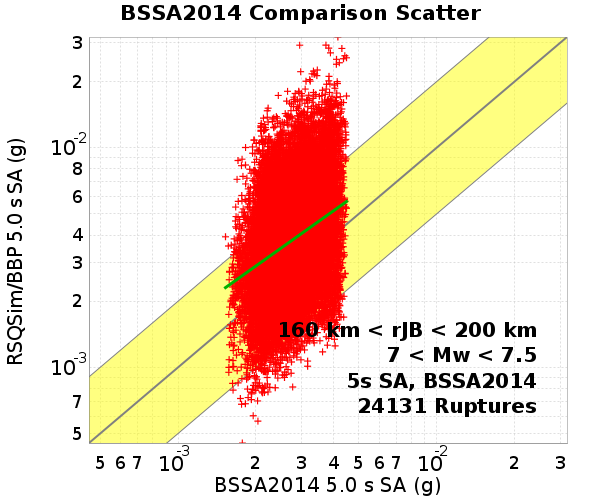 BSSA2014 Comparison Scatter
3
2
10-2
8
6
4
3
2
10-3
7
5
RSQSim/BBP 5.0 s SA (g)
160 km < rJB < 200 km
7 < Mw < 7.5
5s SA, BSSA2014
24131 Ruptures
5 6 7 10-3 2 3 4 5 6 7 10-2 2 3
BSSA2014 5.0 s SA (g)